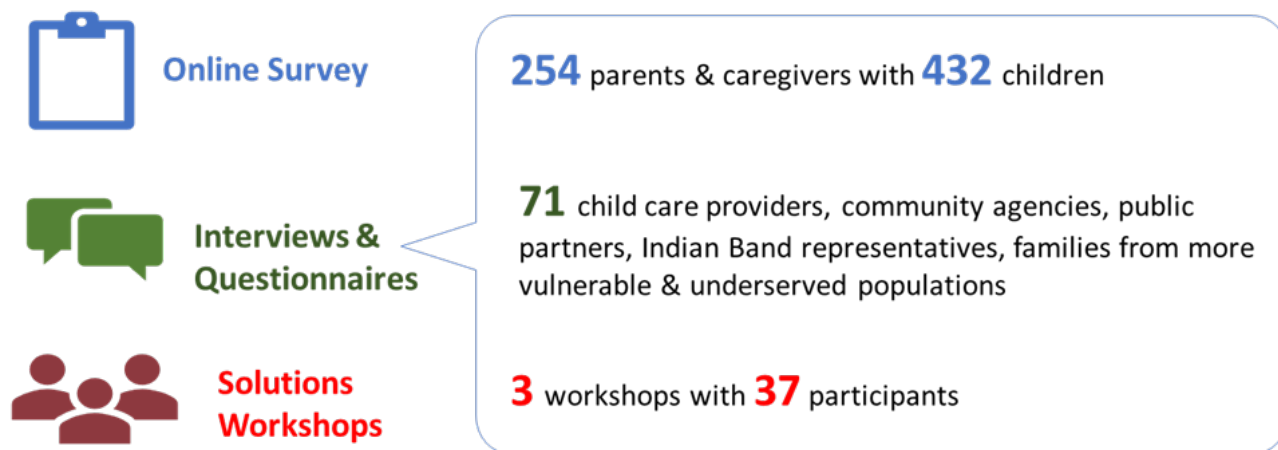 Online Survey
254 parents & caregivers with 432 children
Interviews &
Questionnaires
71 child care providers, community agencies, public
partners, Indian Band representatives, families from more
vulnerable & underserved populations
Solutions
Workshops
3 workshops with 37 participants